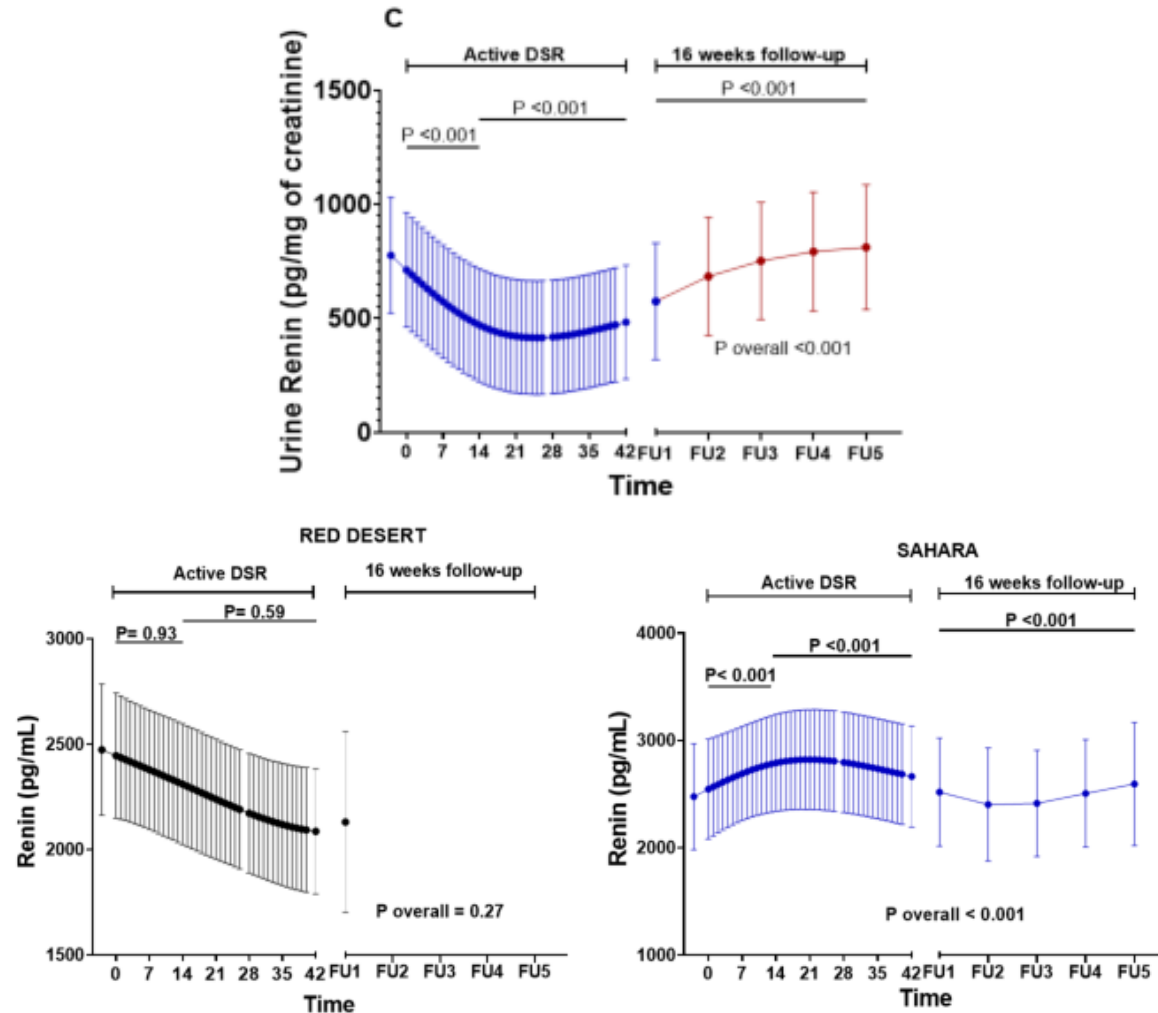 C
Active DSR
16 weeks follow-up
P <0.001
P <0.001
P <0.001
1500
1000
500
0
Urine Renin (pg/mg of creatinine)
P overall <0.001
0 7 14 21 28 35 42 FU1 FU2 FU3 FU4 FU5
Time
RED DESERT
Active DSR
16 weeks follow-up
P= 0.59
P= 0.93
3000
2500
2000
1500
Renin (pg/mL)
P overall = 0.27
0 7 14 21 28 35 42 FU1 FU2 FU3 FU4 FU5
Time
SAHARA
Active DSR
16 weeks follow-up
P <0.001
P <0.001
P< 0.001
4000
3000
2000
1000
Renin (pg/mL)
P overall < 0.001
0 7 14 21 28 35 42 FU1 FU2 FU3 FU4 FU5
Time